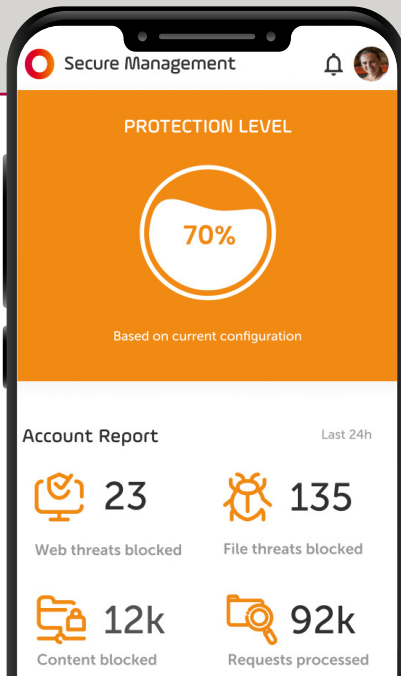 Secure Management
PROTECTION LEVEL
70%
Based on current configuration
Account Report
Last 24h
23
135
Web threats blocked
File threats blocked
12k
92k
Content blocked
Requests processed